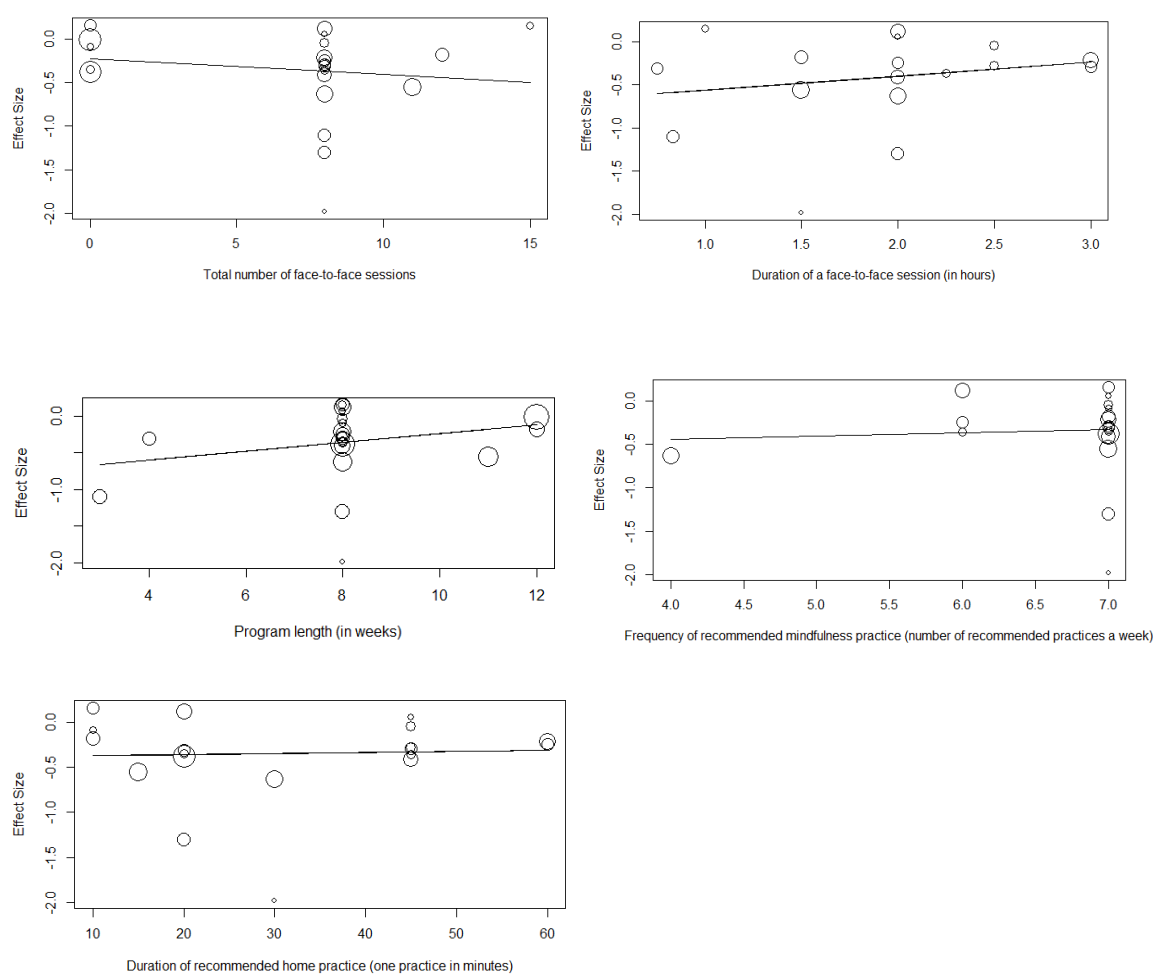 0.0
-0.5
-1.0
-1.5
-2.0
Effect Size
0 5 10 15
Total number of face-to-face sessions
0.0
-0.5
-1.0
-1.5
-2.0
Effect Size
1.0 1.5 2.0 2.5 3.0
Duration of a face-to-face session (in hours)
0.0
-1.0
-2.0
Effect Size
4 6 8 10 12
Program length (in weeks)
0.0
-0.5
-1.0
-1.5
-2.0
Effect Size
4.0 4.5 5.0 5.5 6.0 6.5 7.0
Frequency of recommended mindfulness practice (number of recommended practices a week)
0.0
-0.5
-1.0
-1.5
-2.0
Effect Size
10 20 30 40 50 60
Duration of recommended home practice (one practice in minutes)